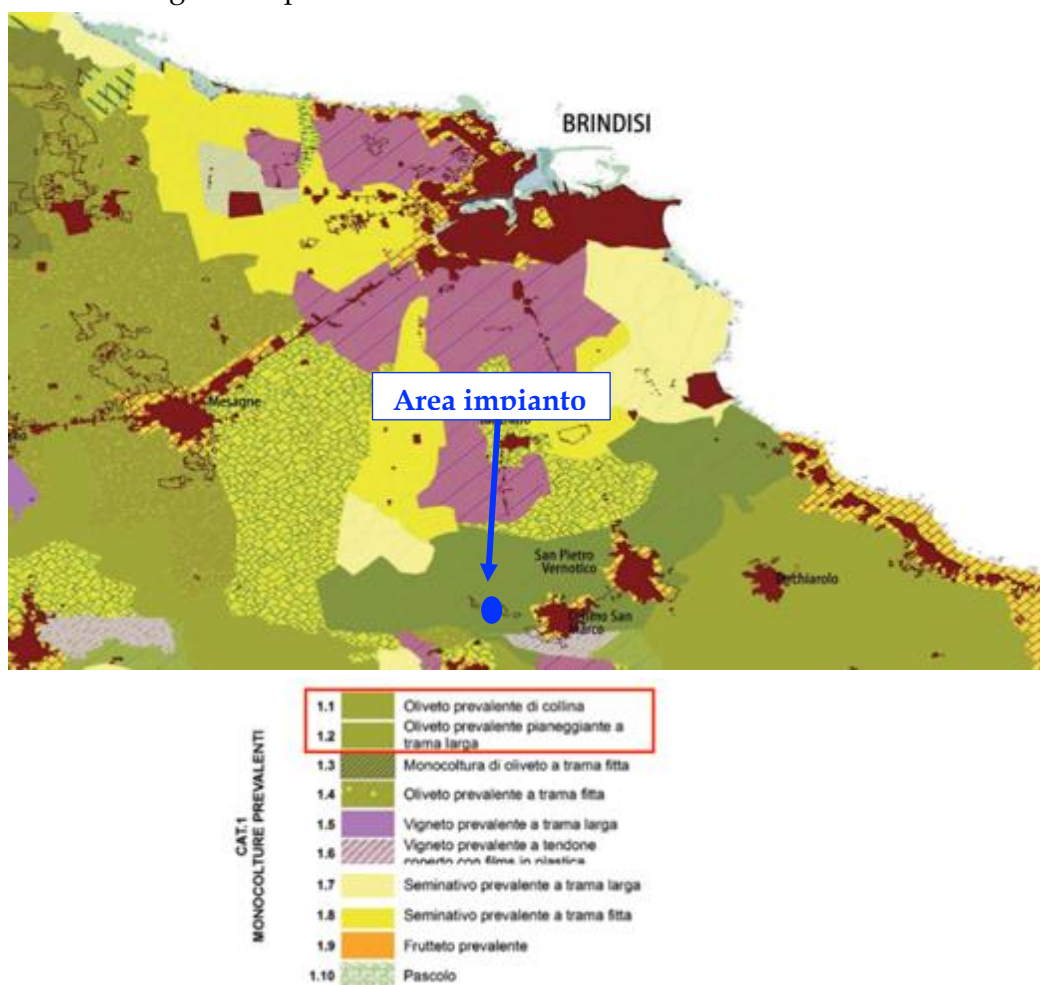 BRINDISI
Mesagne
Area impianto
San Pietro
Vernotico
San
Marco
CAT.1
MONOCOLTURE PREVALENTI
1.1 Oliveto prevalente di collina
1.2 Oliveto prevalente pianeggiante a
trama larga
1.3 Monocoltura di oliveto a trama fitta
1.4 Oliveto prevalente a trama fitta
1.5 Vigneto prevalente a trama larga
1.6 Vigneto prevalente a tendone
coperto con films in plastica
1.7 Seminativo prevalente a trama larga
1.8 Seminativo prevalente a trama fitta
1.9 Frutteto prevalente
1.10 Pascolo